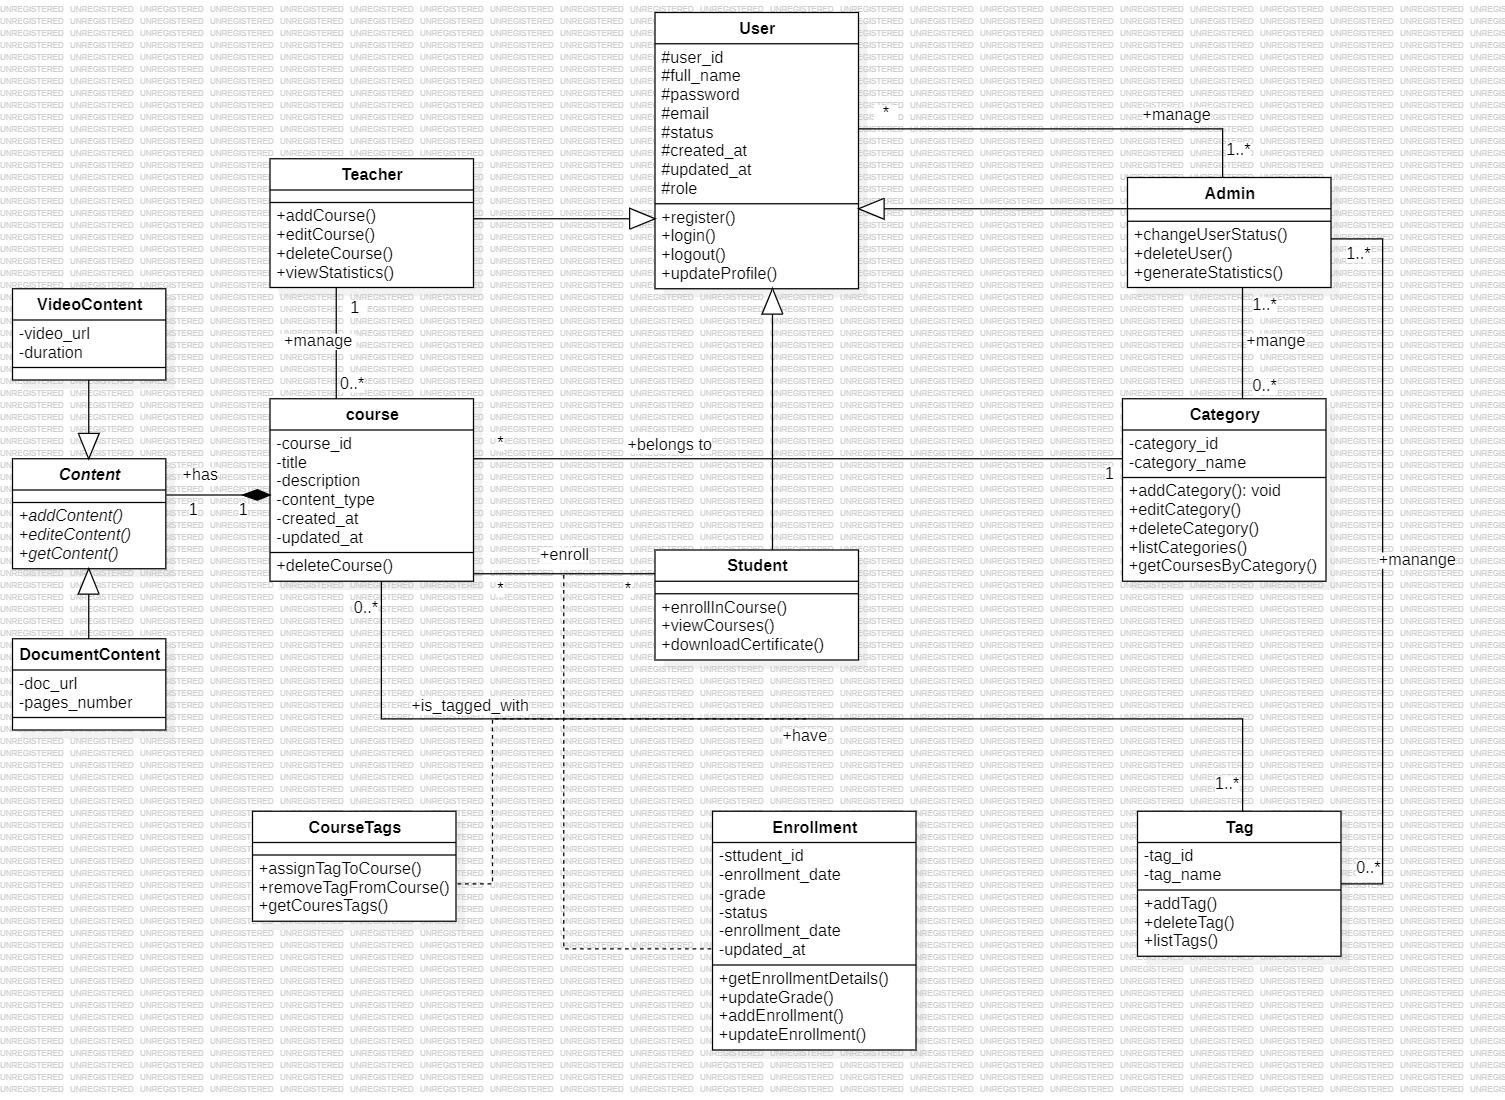 User
#user_id
#full_name
#password
#email
#status
#created_at
#updated_at
#role
+register()
+login()
+logout()
+updateProfile()
*
+manage
1..*
Teacher
+addCourse()
+editCourse()
+deleteCourse()
+viewStatistics()
Admin
+changeUserStatus()
+deleteUser()
+generateStatistics()
1..*
VideoContent
-video_url
-duration
1
+manage
0..*
1..*
+mange
0..*
course
-course_id
-title
-description
-content_type
-created_at
-updated_at
+deleteCourse()
*
+belongs to
1
Category
-category_id
-category_name
+addCategory(): void
+editCategory()
+deleteCategory()
+listCategories()
+getCoursesByCategory()
Content
+addContent()
+editeContent()
+getContent()
+has
1
1
+enroll
*
*
Student
+enrollInCourse()
+viewCourses()
+downloadCertificate()
+manange
DocumentContent
-doc_url
-pages_number
0..*
+is_tagged_with
+have
1..*
CourseTags
+assignTagToCourse()
+removeTagFromCourse()
+getCouresTags()
Enrollment
-sttudent_id
-enrollment_date
-grade
-status
-enrollment_date
-updated_at
+getEnrollmentDetails()
+updateGrade()
+addEnrollment()
+updateEnrollment()
Tag
-tag_id
-tag_name
+addTag()
+deleteTag()
+listTags()
0..*
UNREGISTERED